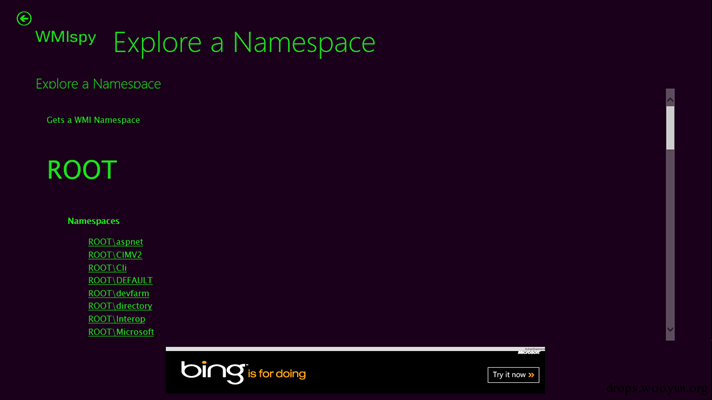 WMIspy Explore a Namespace
Explore a Namespace
Gets a WMI Namespace
ROOT
Namespaces
ROOT\aspnet
ROOT\CIMV2
ROOT\Cli
ROOT\DEFAULT
ROOT\devfarm
ROOT\directory
ROOT\Interop
ROOT\Microsoft
Microsoft
bing is for doing
Try it now »
drops.wooyun.org